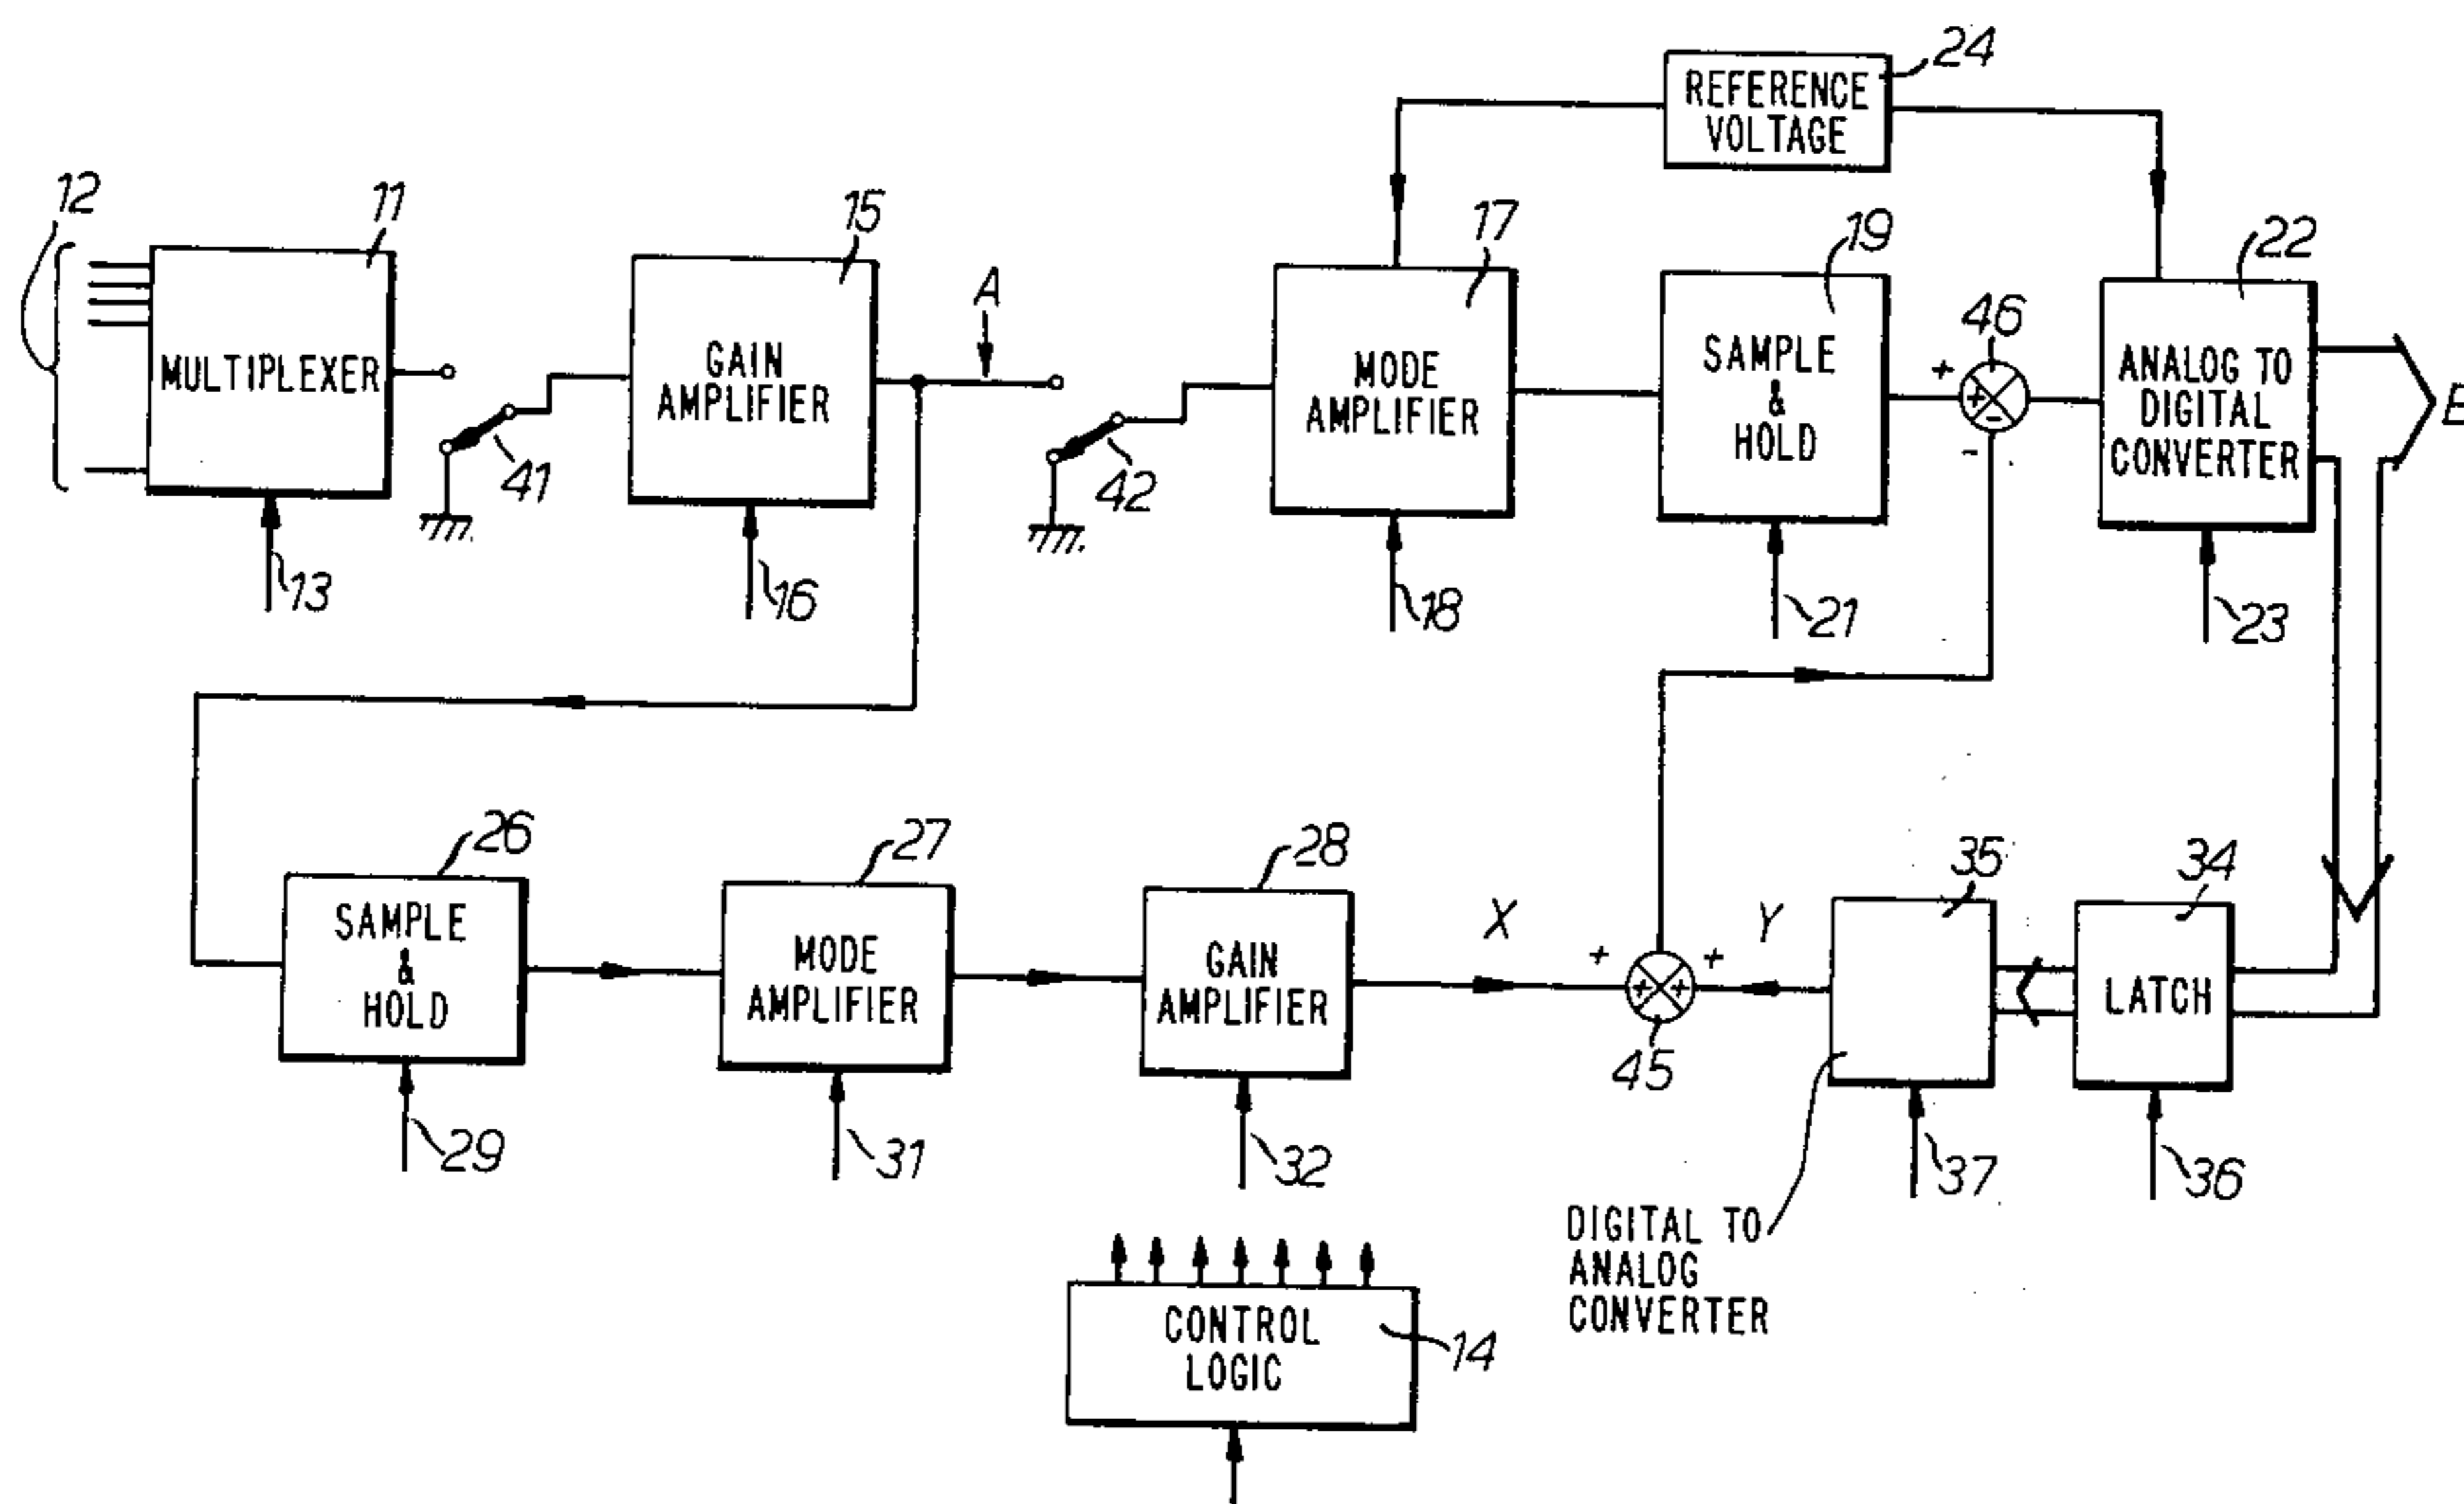 24
REFERENCE
VOLTAGE
12
11
15
A
17
19
46
22
MULTIPLEXER
GAIN
AMPLIFIER
MODE
AMPLIFIER
SAMPLE
&
HOLD
+
+
-
-
ANALOG TO
DIGITAL
CONVERTER
41
42
13
16
18
21
23
26
27
28
35
34
SAMPLE
&
HOLD
MODE
AMPLIFIER
GAIN
AMPLIFIER
X
+
+
+
+
Y
45
LATCH
29
31
32
37
36
DIGITAL TO
ANALOG
CONVERTER
CONTROL
LOGIC
14